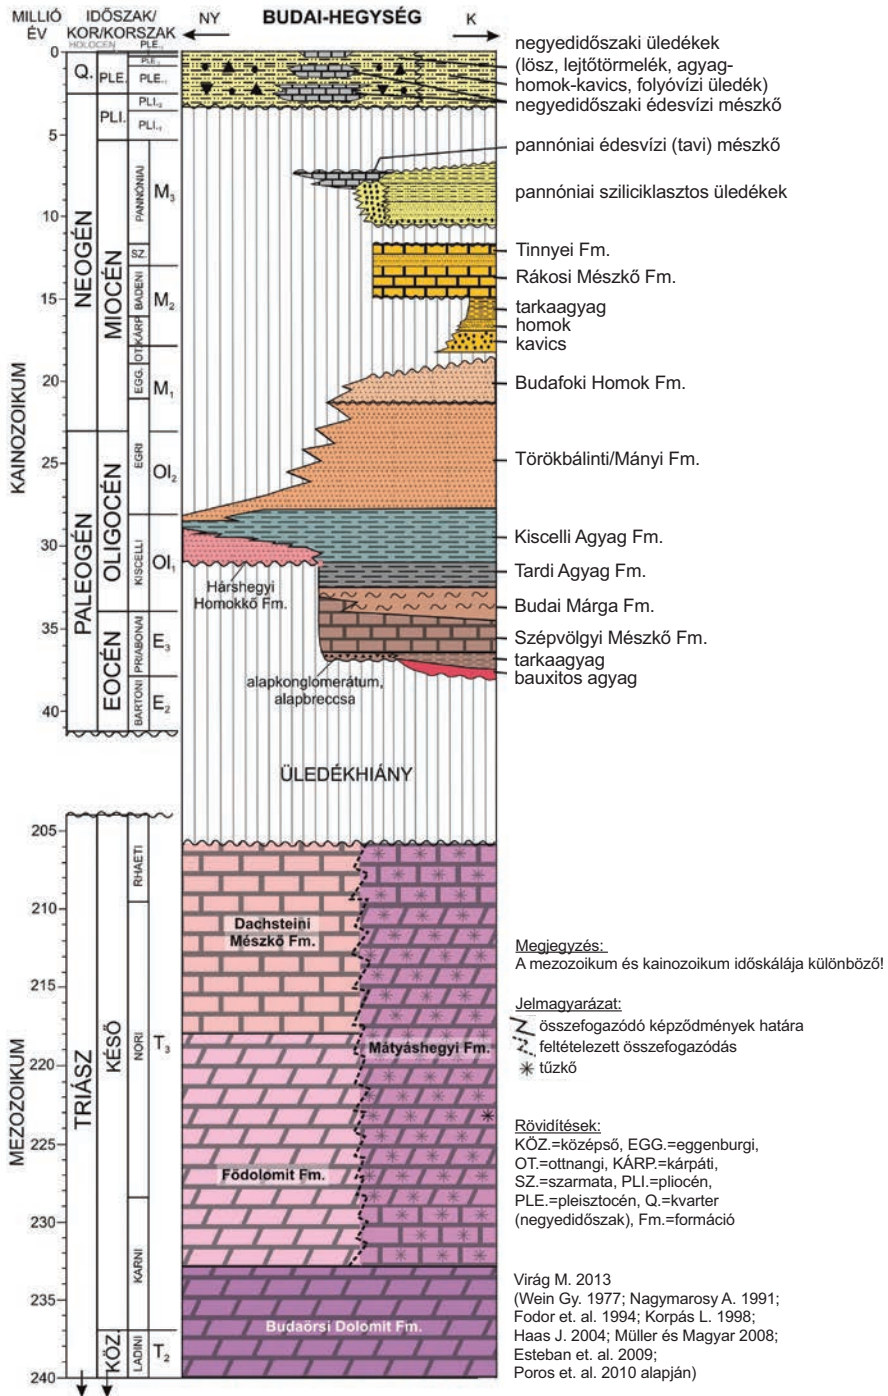 MILLIÓ ÉV
IDŐSZAK/
KOR/KORSZAK
BUDAI-HEGYSÉG
NY
K
HOLOCÉN
0
5
10
15
20
25
30
35
40
KAINOZOIKUM
Q.
NEOGÉN
PALEOGÉN
PLE.
PLI.
MIOCÉN
OLIGOCÉN
EOCÉN
PLI.₂
PLI.₁
PANNÓNIAI
SZ.
BADENI
KÁRP.
OT.
EGG.
EGRI
KISCELLI
PRIABONAI
BARTONI
M₃
M₂
M₁
Ol₂
Ol₁
E₃
E₂
negyedidőszaki üledékek
(lösz, lejtőtörmelék, agyag-
homok-kavics, folyóvízi üledék)
negyedidőszaki édesvízi mészkő
pannóniai édesvízi (tavi) mészkő
pannóniai sziliciklasztos üledékek
Tinnyei Fm.
Rákosi Mészkő Fm.
tarkaagyag
homok
kavics
Budafoki Homok Fm.
Törökbálinti/Mányi Fm.
Kiscelli Agyag Fm.
Tardi Agyag Fm.
Hárshegyi
Homokkő Fm.
Budai Márga Fm.
Szépvölgyi Mészkő Fm.
tarkaagyag
bauxitos agyag
alapkonglomerátum,
alapbreccsa
ÜLEDÉKHIÁNY
205
210
215
220
225
230
235
240
MEZOZOIKUM
TRIÁSZ
KÉSŐ
KÖZ.
RHAETI
NORI
KARNI
LADINI
T₃
T₂
Dachsteini
Mészkő Fm.
Mátyáshegyi Fm.
Fődolomit Fm.
Budaörsi Dolomit Fm.
Megjegyzés:
A mezozoikum és kainozoikum időskálája különböző!
Jelmagyarázat:
összefogazódó képződmények határa
feltételezett összefogazódás
tűzkő
Rövidítések:
KÖZ.=középső, EGG.=eggenburgi,
OT.=ottnangi, KÁRP.=kárpáti,
SZ.=szarmata, PLI.=pliocén,
PLE.=pleisztocén, Q.=kvarter
(negyedidőszak), Fm.=formáció
Virág M. 2013
(Wein Gy. 1977; Nagymarosy A. 1991;
Fodor et. al. 1994; Korpás L. 1998;
Haas J. 2004; Müller és Magyar 2008;
Esteban et. al. 2009;
Poros et. al. 2010 alapján)